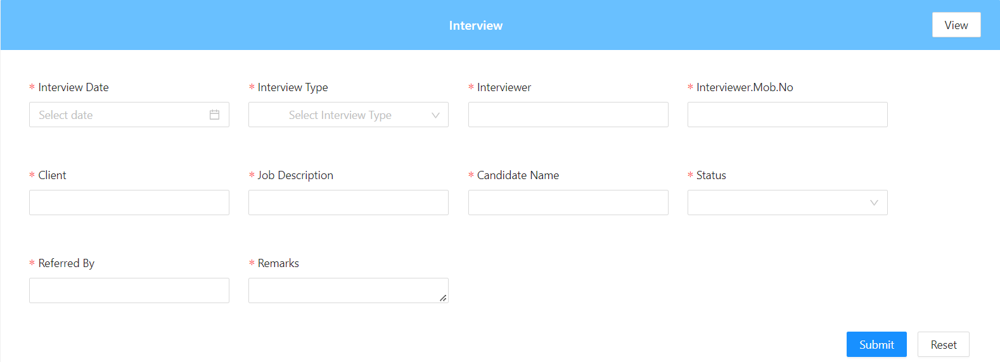 Interview
View
* Interview Date * Interview Type * Interviewer * Interviewer.Mob.No
Select date Select Interview Type
* Client * Job Description * Candidate Name * Status
* Referred By * Remarks
Submit Reset